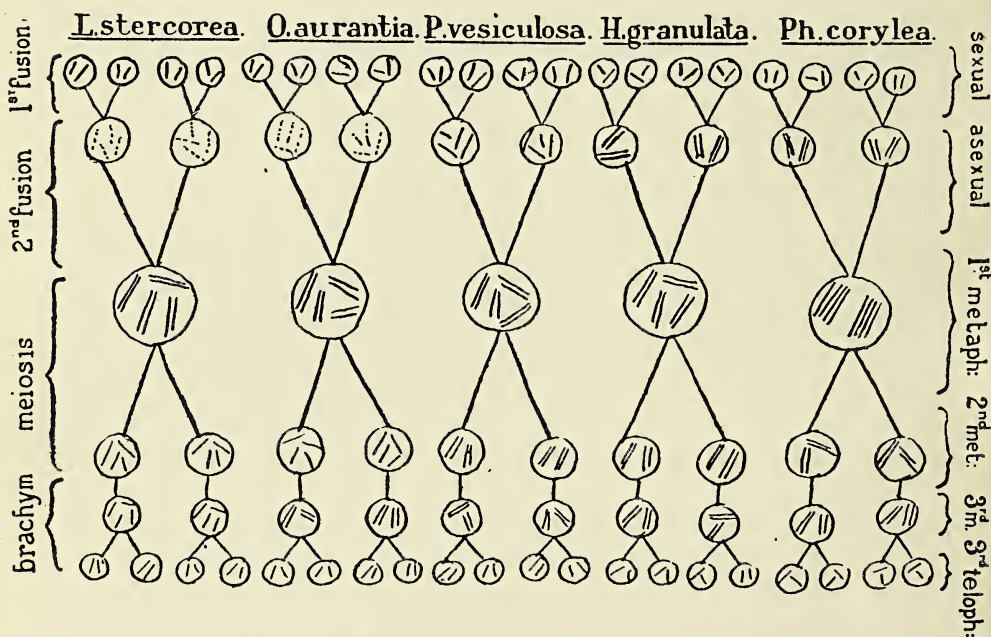 L.stercorea. O.aurantia. P.vesiculosa. H.granulata. Ph.corylea.
1st fusion.
2nd fusion
meiosis
brachym
sexual
asexual
1st metaph:
2nd met:
3rd m.
3rd teloph: